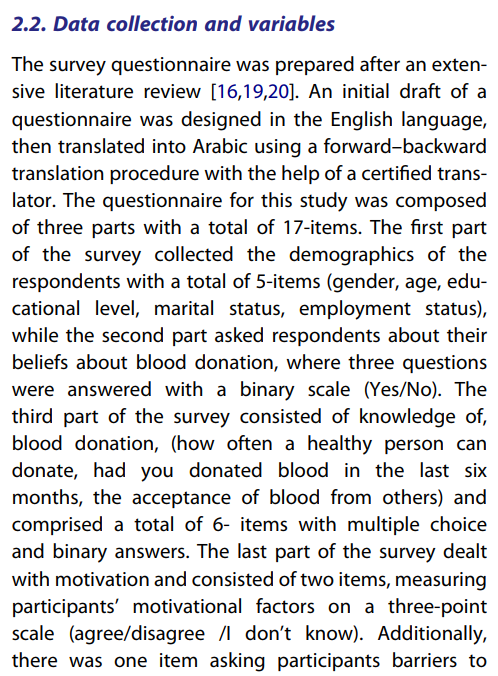 2.2. Data collection and variables
The survey questionnaire was prepared after an exten-
sive literature review [16,19,20]. An initial draft of a
questionnaire was designed in the English language,
then translated into Arabic using a forward–backward
translation procedure with the help of a certified trans-
lator. The questionnaire for this study was composed
of three parts with a total of 17-items. The first part
of the survey collected the demographics of the
respondents with a total of 5-items (gender, age, edu-
cational level, marital status, employment status),
while the second part asked respondents about their
beliefs about blood donation, where three questions
were answered with a binary scale (Yes/No). The
third part of the survey consisted of knowledge of,
blood donation, (how often a healthy person can
donate, had you donated blood in the last six
months, the acceptance of blood from others) and
comprised a total of 6- items with multiple choice
and binary answers. The last part of the survey dealt
with motivation and consisted of two items, measuring
participants’ motivational factors on a three-point
scale (agree/disagree /I don’t know). Additionally,
there was one item asking participants barriers to